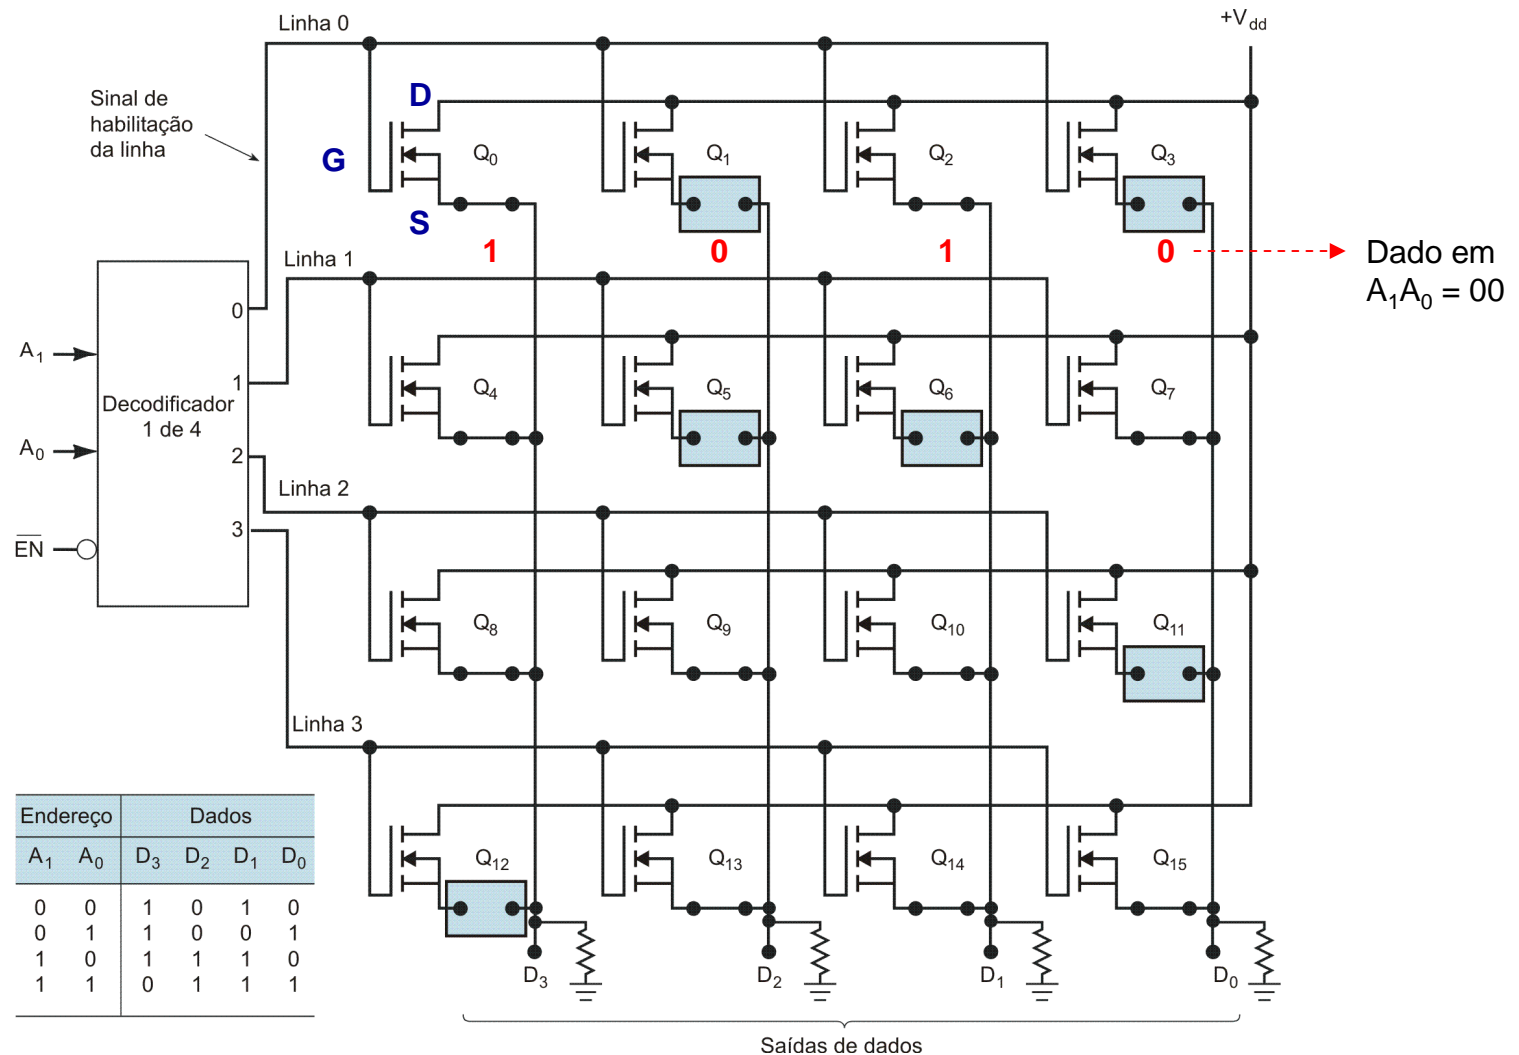 Linha 0
+Vdd
Sinal de
habilitação
da linha
D
G
S
Q0
Q1
Q2
Q3
1
0
1
0
Dado em
A1A0 = 00
Linha 1
0
A1
1
Decodificador
1 de 4
A0
2
3
EN
Q4
Q5
Q6
Q7
Linha 2
Q8
Q9
Q10
Q11
Linha 3
Q12
Q13
Q14
Q15
Endereço Dados
A1 A0 D3 D2 D1 D0
0 0 1 0 1 0
0 1 1 0 0 1
1 0 1 1 1 0
1 1 0 1 1 1
D3
D2
D1
D0
Saídas de dados